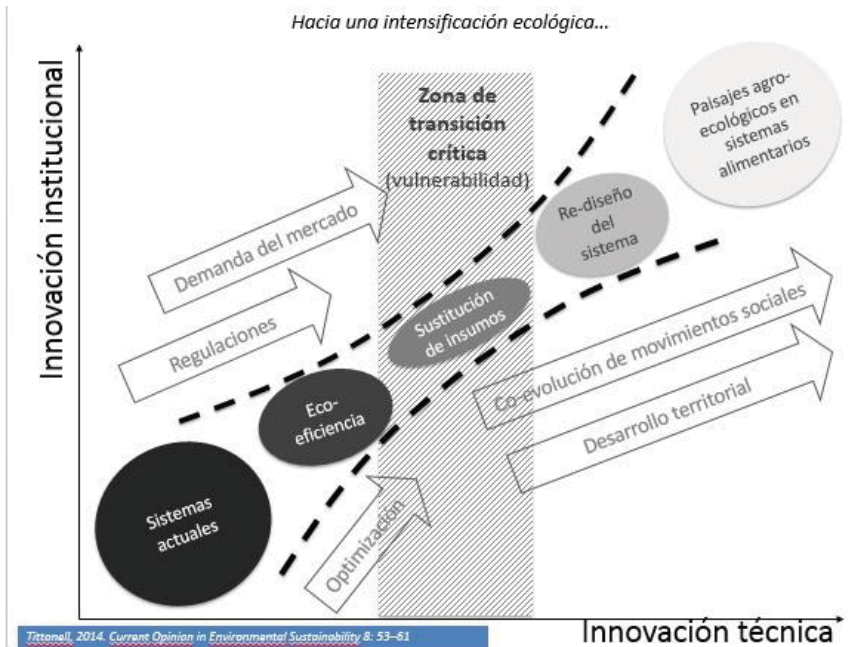 Hacia una intensificación ecológica...
Innovación institucional
Zona de
transición
crítica
(vulnerabilidad)
Paisajes agro-
ecológicos en
sistemas
alimentarios
Demanda del mercado
Re-diseño
del
sistema
Regulaciones
Sustitución
de insumos
Co-evolución de movimientos sociales
Eco-
eficiencia
Desarrollo territorial
Sistemas
actuales
Optimización
Tittonell, 2014. Current Opinion in Environmental Sustainability 8: 53–61
Innovación técnica